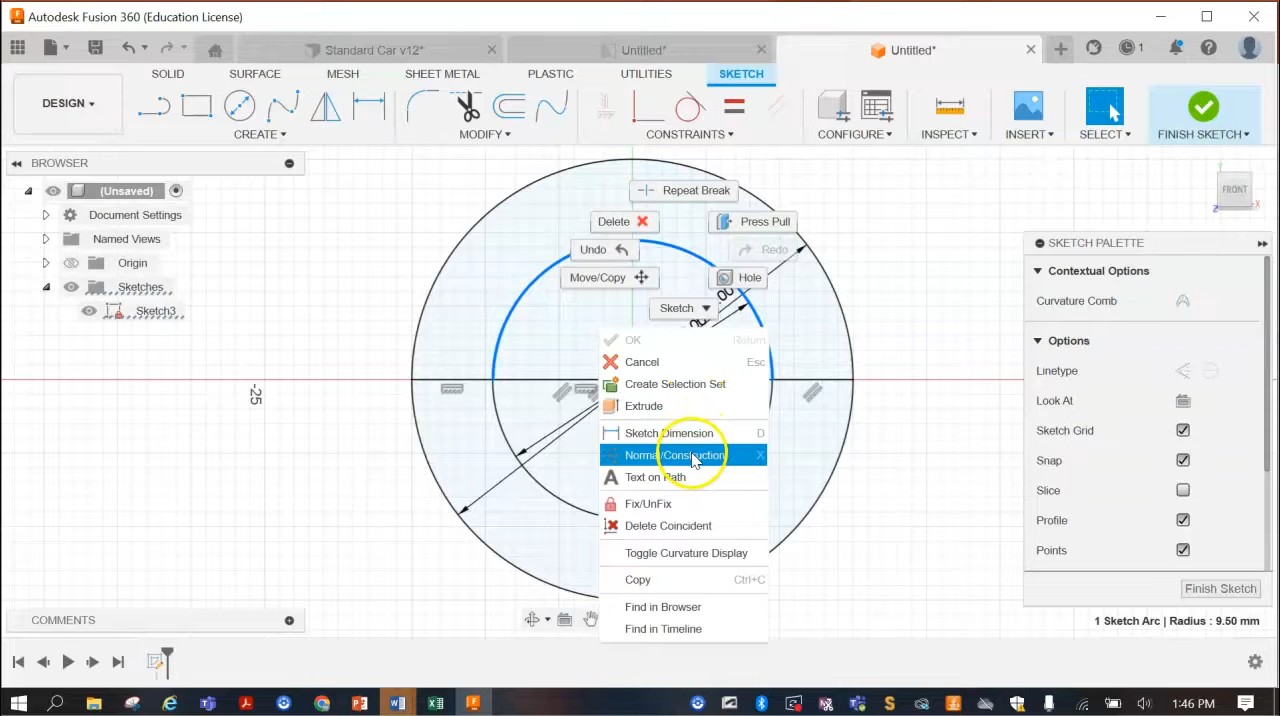 Autodesk Fusion 360 (Education License)
Standard Car v12*
Untitled*
Untitled*
1
SOLID
SURFACE
MESH
SHEET METAL
PLASTIC
UTILITIES
SKETCH
DESIGN
CREATE
MODIFY
CONSTRAINTS
CONFIGURE
INSPECT
INSERT
SELECT
FINISH SKETCH
BROWSER
(Unsaved)
Document Settings
Named Views
Origin
Sketches
Sketch3
-25
FRONT
Repeat Break
Delete
Press Pull
Undo
Redo
Move/Copy
Hole
Sketch
OK Return
Cancel Esc
Create Selection Set
Extrude
Sketch Dimension D
Normal/Construction X
Text on Path
Fix/UnFix
Delete Coincident
Toggle Curvature Display
Copy Ctrl+C
Find in Browser
Find in Timeline
SKETCH PALETTE
Contextual Options
Curvature Comb
Options
Linetype
Look At
Sketch Grid
Snap
Slice
Profile
Points
Finish Sketch
COMMENTS
1 Sketch Arc | Radius : 9.50 mm
1:46 PM